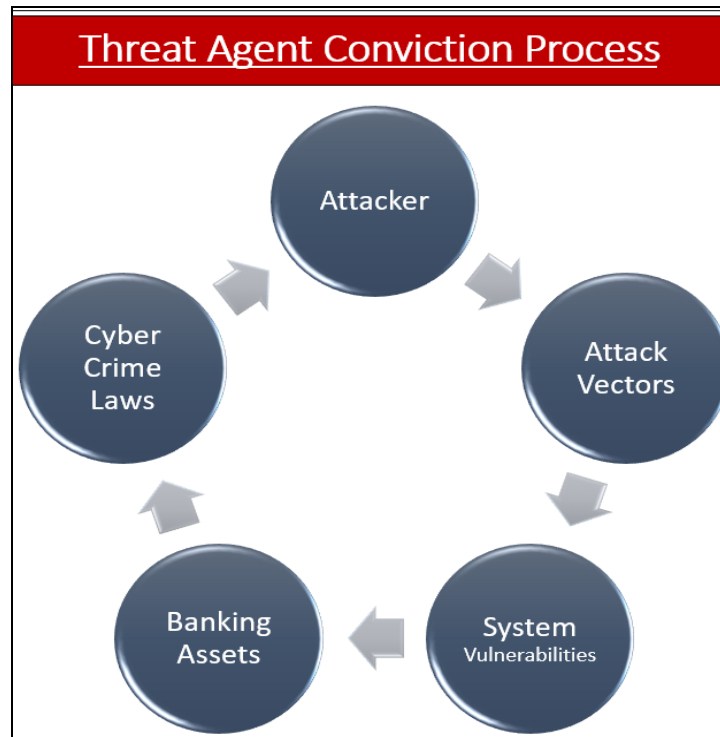 Threat Agent Conviction Process
Attacker
Attack
Vectors
System
Vulnerabilities
Banking
Assets
Cyber
Crime
Laws